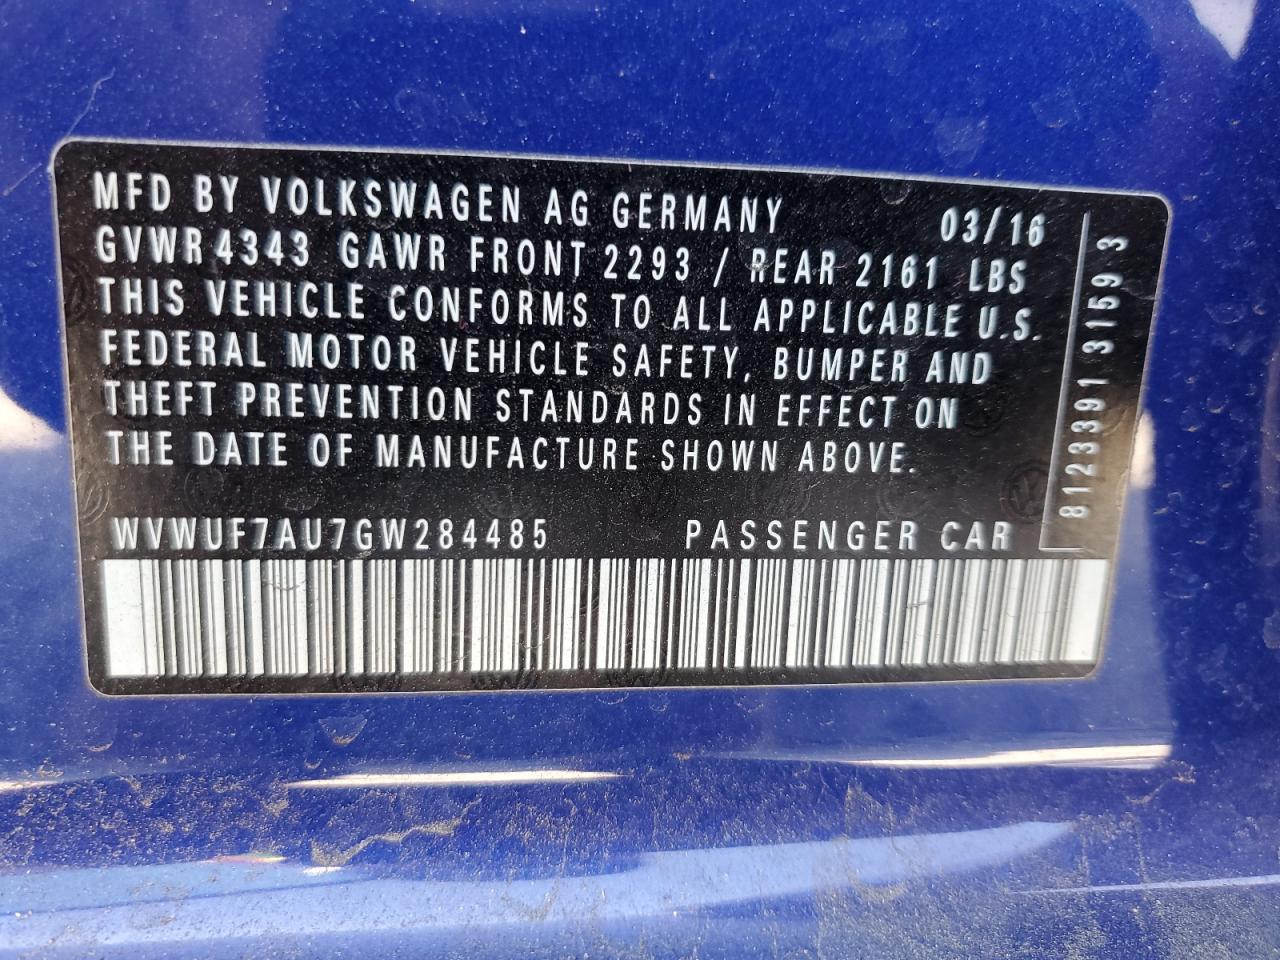 MFD BY VOLKSWAGEN AG GERMANY 03/16
GVWR 4343 GAWR FRONT 2293 / REAR 2161 LBS
THIS VEHICLE CONFORMS TO ALL APPLICABLE U.S.
FEDERAL MOTOR VEHICLE SAFETY, BUMPER AND
THEFT PREVENTION STANDARDS IN EFFECT ON
THE DATE OF MANUFACTURE SHOWN ABOVE.
WVWUF7AU7GW284485 PASSENGER CAR
8123391 3159 3